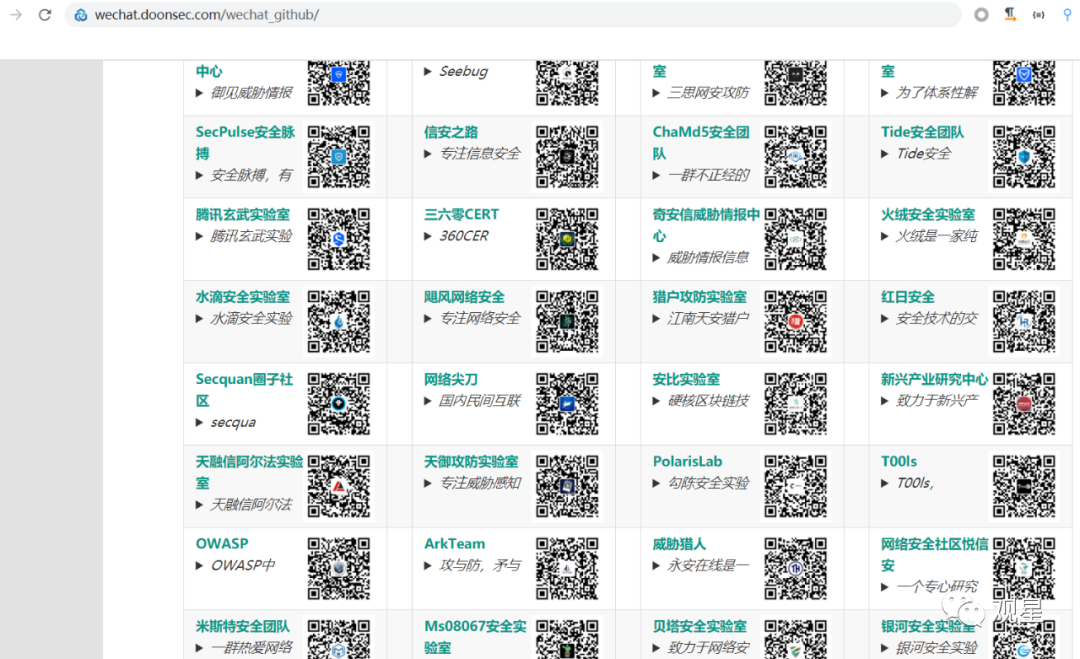 wechat.doonsec.com/wechat_github/
中心
▶ 御见威胁情报
▶ Seebug
室
▶ 三思网安攻防
室
▶ 为了体系性解
SecPulse安全脉
搏
▶ 安全脉搏，有
信安之路
▶ 专注信息安全
ChaMd5安全团
队
▶ 一群不正经的
Tide安全团队
▶ Tide安全
腾讯玄武实验室
▶ 腾讯玄武实验
三六零CERT
▶ 360CER
奇安信威胁情报中
心
▶ 威胁情报信息
火绒安全实验室
▶ 火绒是一家纯
水滴安全实验室
▶ 水滴安全实验
飓风网络安全
▶ 专注网络安全
猎户攻防实验室
▶ 江南天安猎户
红日安全
▶ 安全技术的交
Secquan圈子社
区
▶ secqua
网络尖刀
▶ 国内民间互联
安比实验室
▶ 硬核区块链技
新兴产业研究中心
▶ 致力于新兴产
天融信阿尔法实验
室
▶ 天融信阿尔法
天御攻防实验室
▶ 专注威胁感知
PolarisLab
▶ 勾陈安全实验
T00ls
▶ T00ls,
OWASP
▶ OWASP中
ArkTeam
▶ 攻与防，矛与
威胁猎人
▶ 永安在线是一
网络安全社区悦信
安
▶ 一个专心研究
米斯特安全团队
▶ 一群热爱网络
Ms08067安全实
验室
贝塔安全实验室
▶ 致力于网络安
银河安全实验室
▶ 银河安全实验
观星